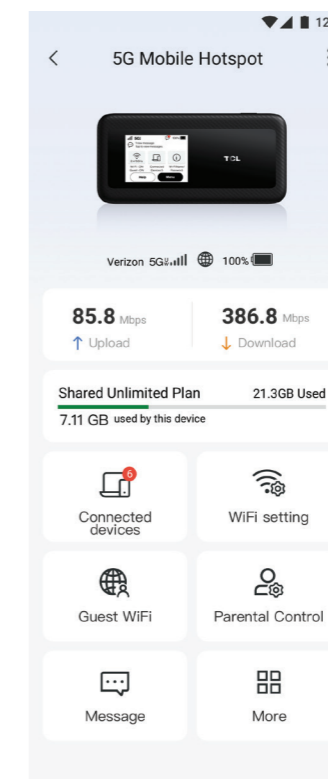 12
5G Mobile Hotspot
TCL
Verizon 5G 100%
85.8 Mbps
386.8 Mbps
Upload
Download
Shared Unlimited Plan 21.3GB Used
7.11 GB used by this device
6
Connected
devices
WiFi setting
Guest WiFi
Parental Control
Message
More